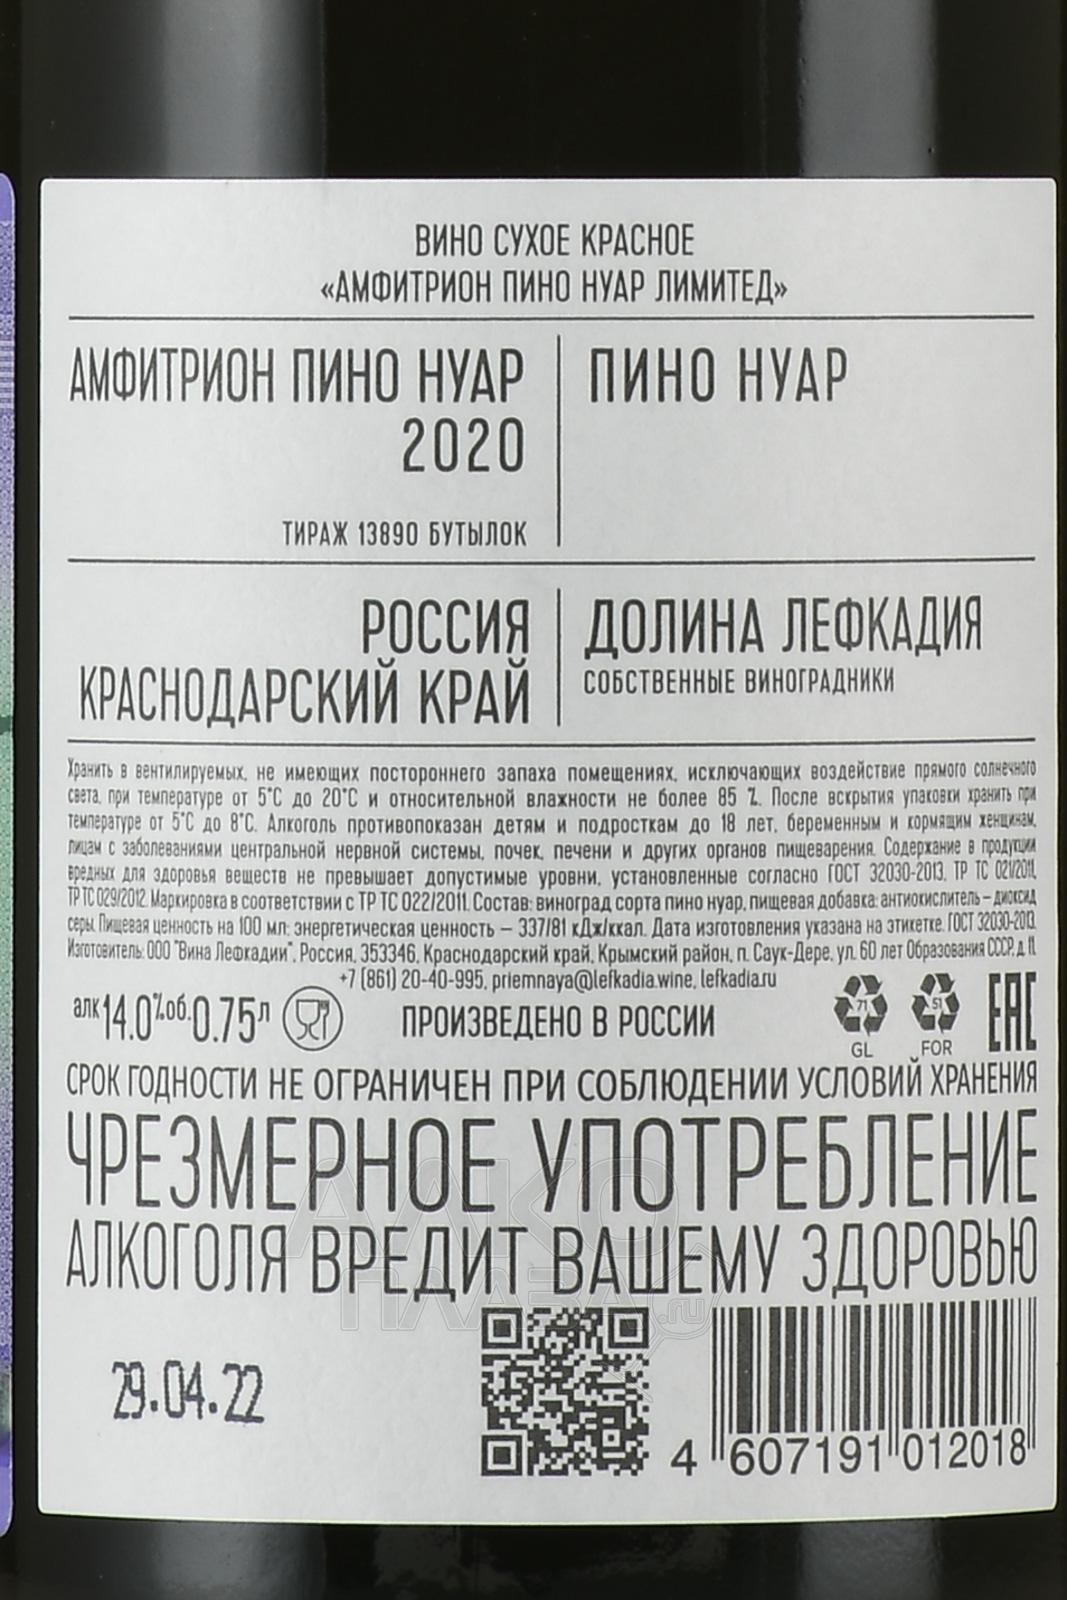 ВИНО СУХОЕ КРАСНОЕ
«АМФИТРИОН ПИНО НУАР ЛИМИТЕД»
АМФИТРИОН ПИНО НУАР
2020
ТИРАЖ 13890 БУТЫЛОК
ПИНО НУАР
РОССИЯ
КРАСНОДАРСКИЙ КРАЙ
ДОЛИНА ЛЕФКАДИЯ
СОБСТВЕННЫЕ ВИНОГРАДНИКИ
Хранить в вентилируемых, не имеющих постороннего запаха помещениях, исключающих воздействие прямого солнечного
света, при температуре от 5°С до 20°С и относительной влажности не более 85 %. После вскрытия упаковки хранить при
температуре от 5°С до 8°С. Алкоголь противопоказан детям и подросткам до 18 лет, беременным и кормящим женщинам,
лицам с заболеваниями центральной нервной системы, почек, печени и других органов пищеварения. Содержание в продукции
вредных для здоровья веществ не превышает допустимые уровни, установленные согласно ГОСТ 32030-2013, ТР ТС 021/2011,
ТР ТС 029/2012. Маркировка в соответствии с ТР ТС 022/2011. Состав: виноград сорта пино нуар, пищевая добавка: антиокислитель – диоксид
серы. Пищевая ценность на 100 мл: энергетическая ценность – 337/81 кДж/ккал. Дата изготовления указана на этикетке. ГОСТ 32030-2013.
Изготовитель: ООО "Вина Лефкадии", Россия, 353346, Краснодарский край, Крымский район, п. Саук-Дере, ул. 60 лет Образования СССР, д. 11.
+7 (861) 20-40-995, priemnaya@lefkadia.wine, lefkadia.ru
алк 14.0 %об. 0.75 л
ПРОИЗВЕДЕНО В РОССИИ
71
GL
51
FOR
EAC
СРОК ГОДНОСТИ НЕ ОГРАНИЧЕН ПРИ СОБЛЮДЕНИИ УСЛОВИЙ ХРАНЕНИЯ
ЧРЕЗМЕРНОЕ УПОТРЕБЛЕНИЕ
АЛКОГОЛЯ ВРЕДИТ ВАШЕМУ ЗДОРОВЬЮ
АЛКО
ПЛАЗА.ru
29.04.22
4 607191 012018